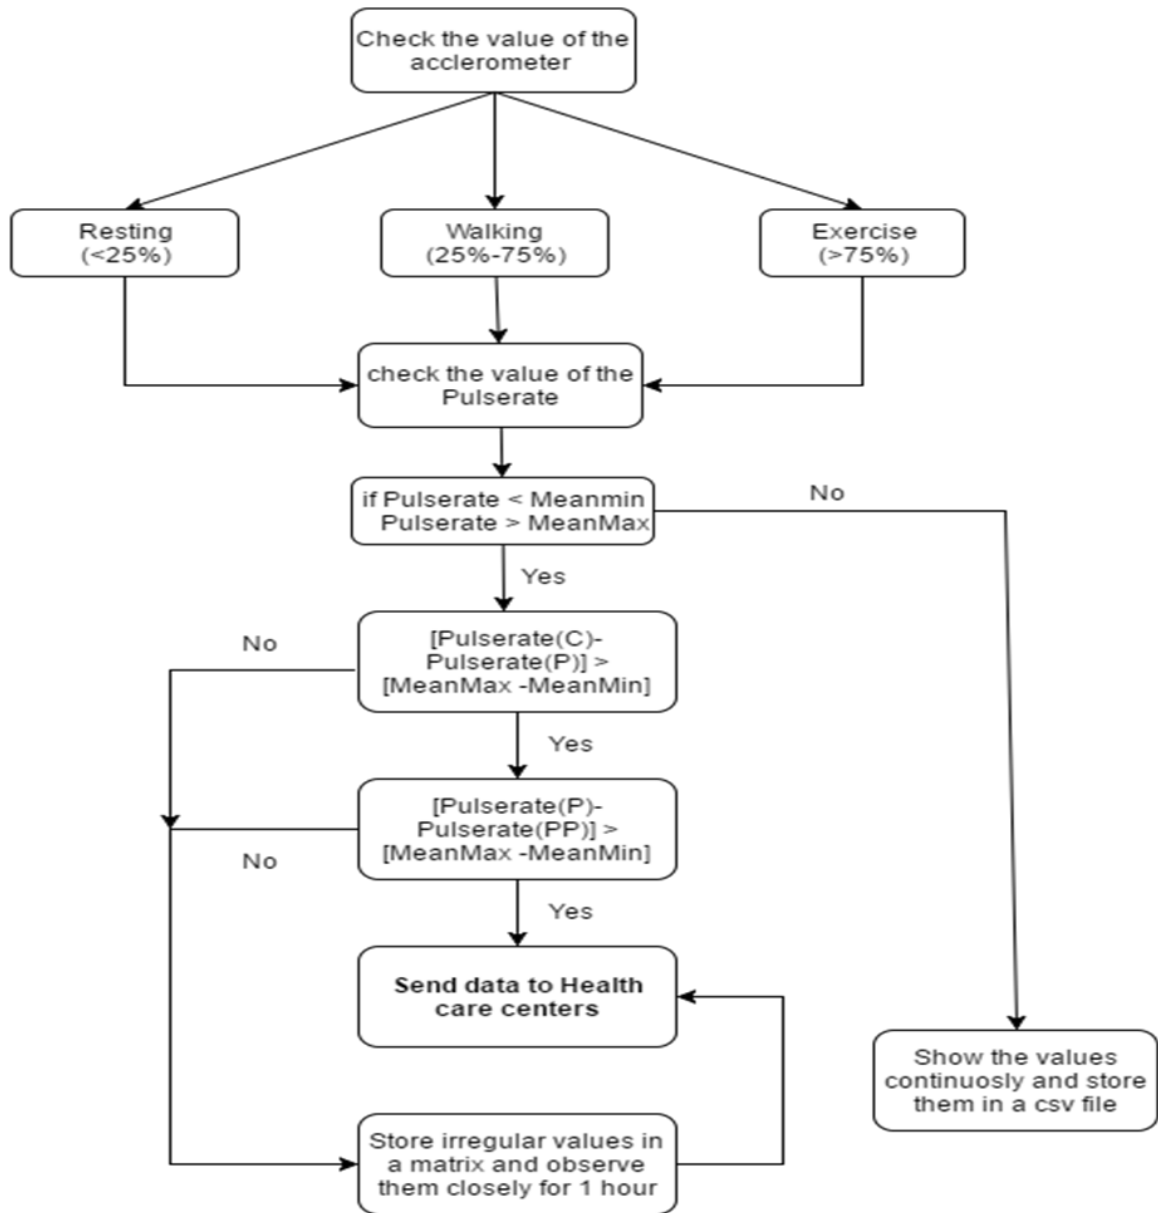 Check the value of the
acclerometer
Resting
(<25%)
Walking
(25%-75%)
Exercise
(>75%)
check the value of the
Pulserate
if Pulserate < Meanmin
Pulserate > MeanMax
No
Yes
[Pulserate(C)-
Pulserate(P)] >
[MeanMax -MeanMin]
No
Yes
[Pulserate(P)-
Pulserate(PP)] >
[MeanMax -MeanMin]
No
Yes
Send data to Health
care centers
Show the values
continuosly and store
them in a csv file
Store irregular values in
a matrix and observe
them closely for 1 hour